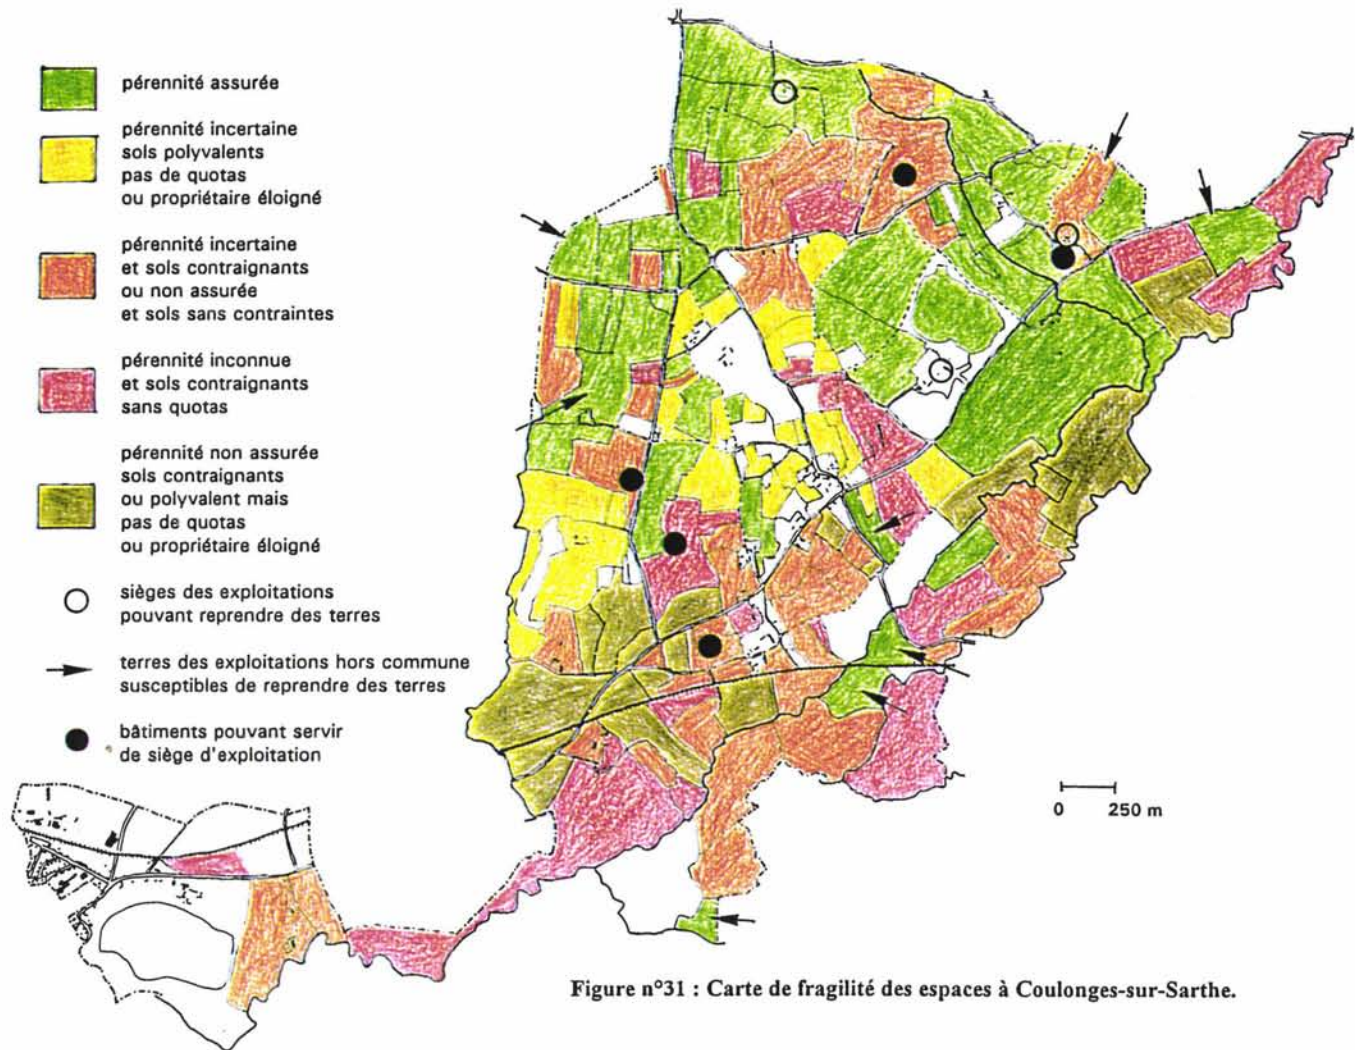 pérennité assurée
pérennité incertaine
sols polyvalents
pas de quotas
ou propriétaire éloigné
pérennité incertaine
et sols contraignants
ou non assurée
et sols sans contraintes
pérennité inconnue
et sols contraignants
sans quotas
pérennité non assurée
sols contraignants
ou polyvalent mais
pas de quotas
ou propriétaire éloigné
sièges des exploitations
pouvant reprendre des terres
terres des exploitations hors commune
susceptibles de reprendre des terres
bâtiments pouvant servir
de siège d'exploitation
0 250 m
Figure n°31 : Carte de fragilité des espaces à Coulonges-sur-Sarthe.